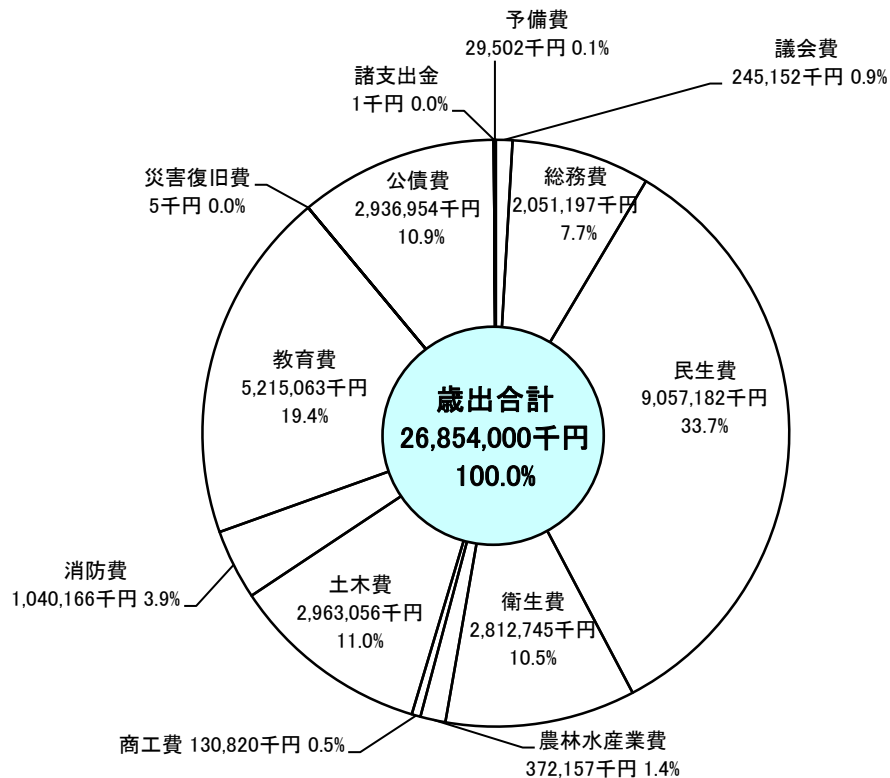 予備費
29,502千円 0.1%
議会費
245,152千円 0.9%
諸支出金
1千円 0.0%
災害復旧費
5千円 0.0%
公債費
2,936,954千円
10.9%
総務費
2,051,197千円
7.7%
教育費
5,215,063千円
19.4%
民生費
9,057,182千円
33.7%
歳出合計
26,854,000千円
100.0%
消防費
1,040,166千円 3.9%
土木費
2,963,056千円
11.0%
衛生費
2,812,745千円
10.5%
商工費 130,820千円 0.5%
農林水産業費
372,157千円 1.4%